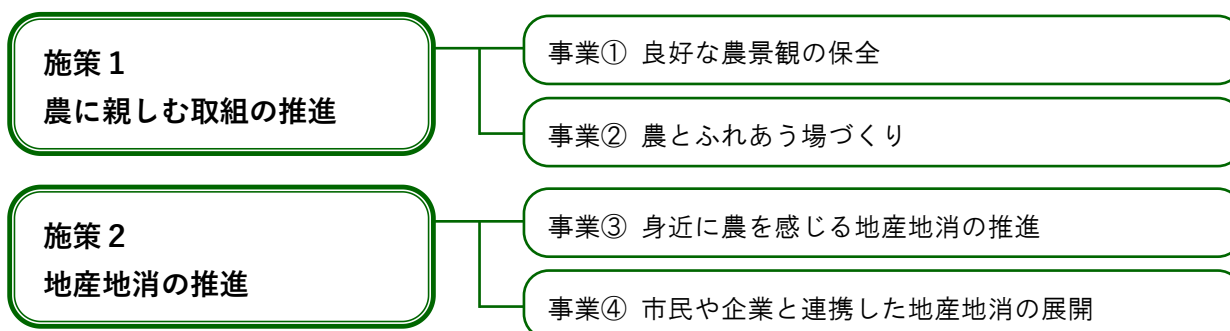 施策１
農に親しむ取組の推進
事業① 良好な農景観の保全
事業② 農とふれあう場づくり
施策２
地産地消の推進
事業③ 身近に農を感じる地産地消の推進
事業④ 市民や企業と連携した地産地消の展開